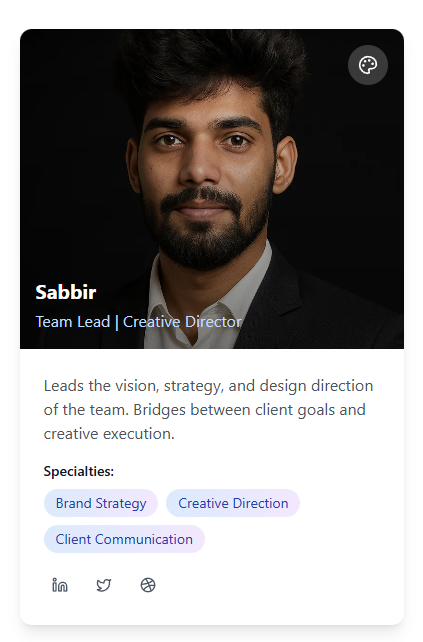 Sabbir
Team Lead | Creative Director
Leads the vision, strategy, and design direction
of the team. Bridges between client goals and
creative execution.
Specialties:
Brand Strategy
Creative Direction
Client Communication